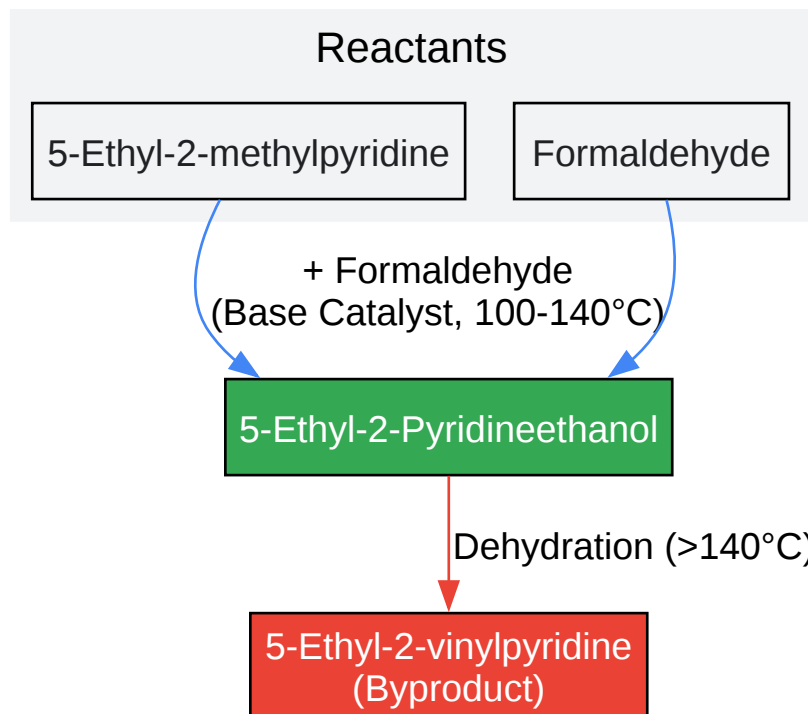 Reactants
5-Ethyl-2-methylpyridine
Formaldehyde
+ Formaldehyde
(Base Catalyst, 100-140°C)
5-Ethyl-2-Pyridineethanol
Dehydration (>140°C)
5-Ethyl-2-vinylpyridine
(Byproduct)